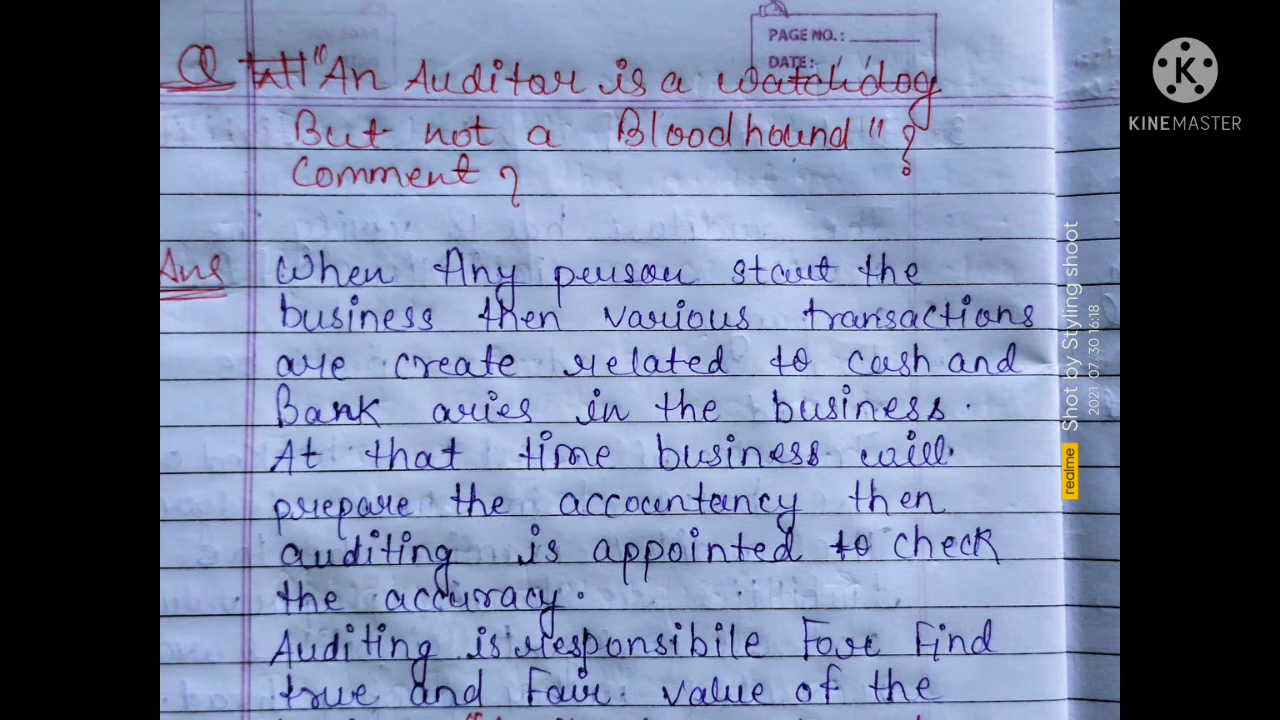 PAGE NO.:
DATE: / /
Q "An Auditor is a watchdog
But not a Bloodhound" ?
Comment ?
Ans When Any person start the
business then various transactions
are create related to cash and
Bank aries in the business.
At that time business will
prepare the accountancy then
auditing is appointed to check
the accuracy.
Auditing is responsibile Fore Find
true and Fair value of the
K
KINEMASTER
realme Shot by Styling shoot
2021/07/30 16:18